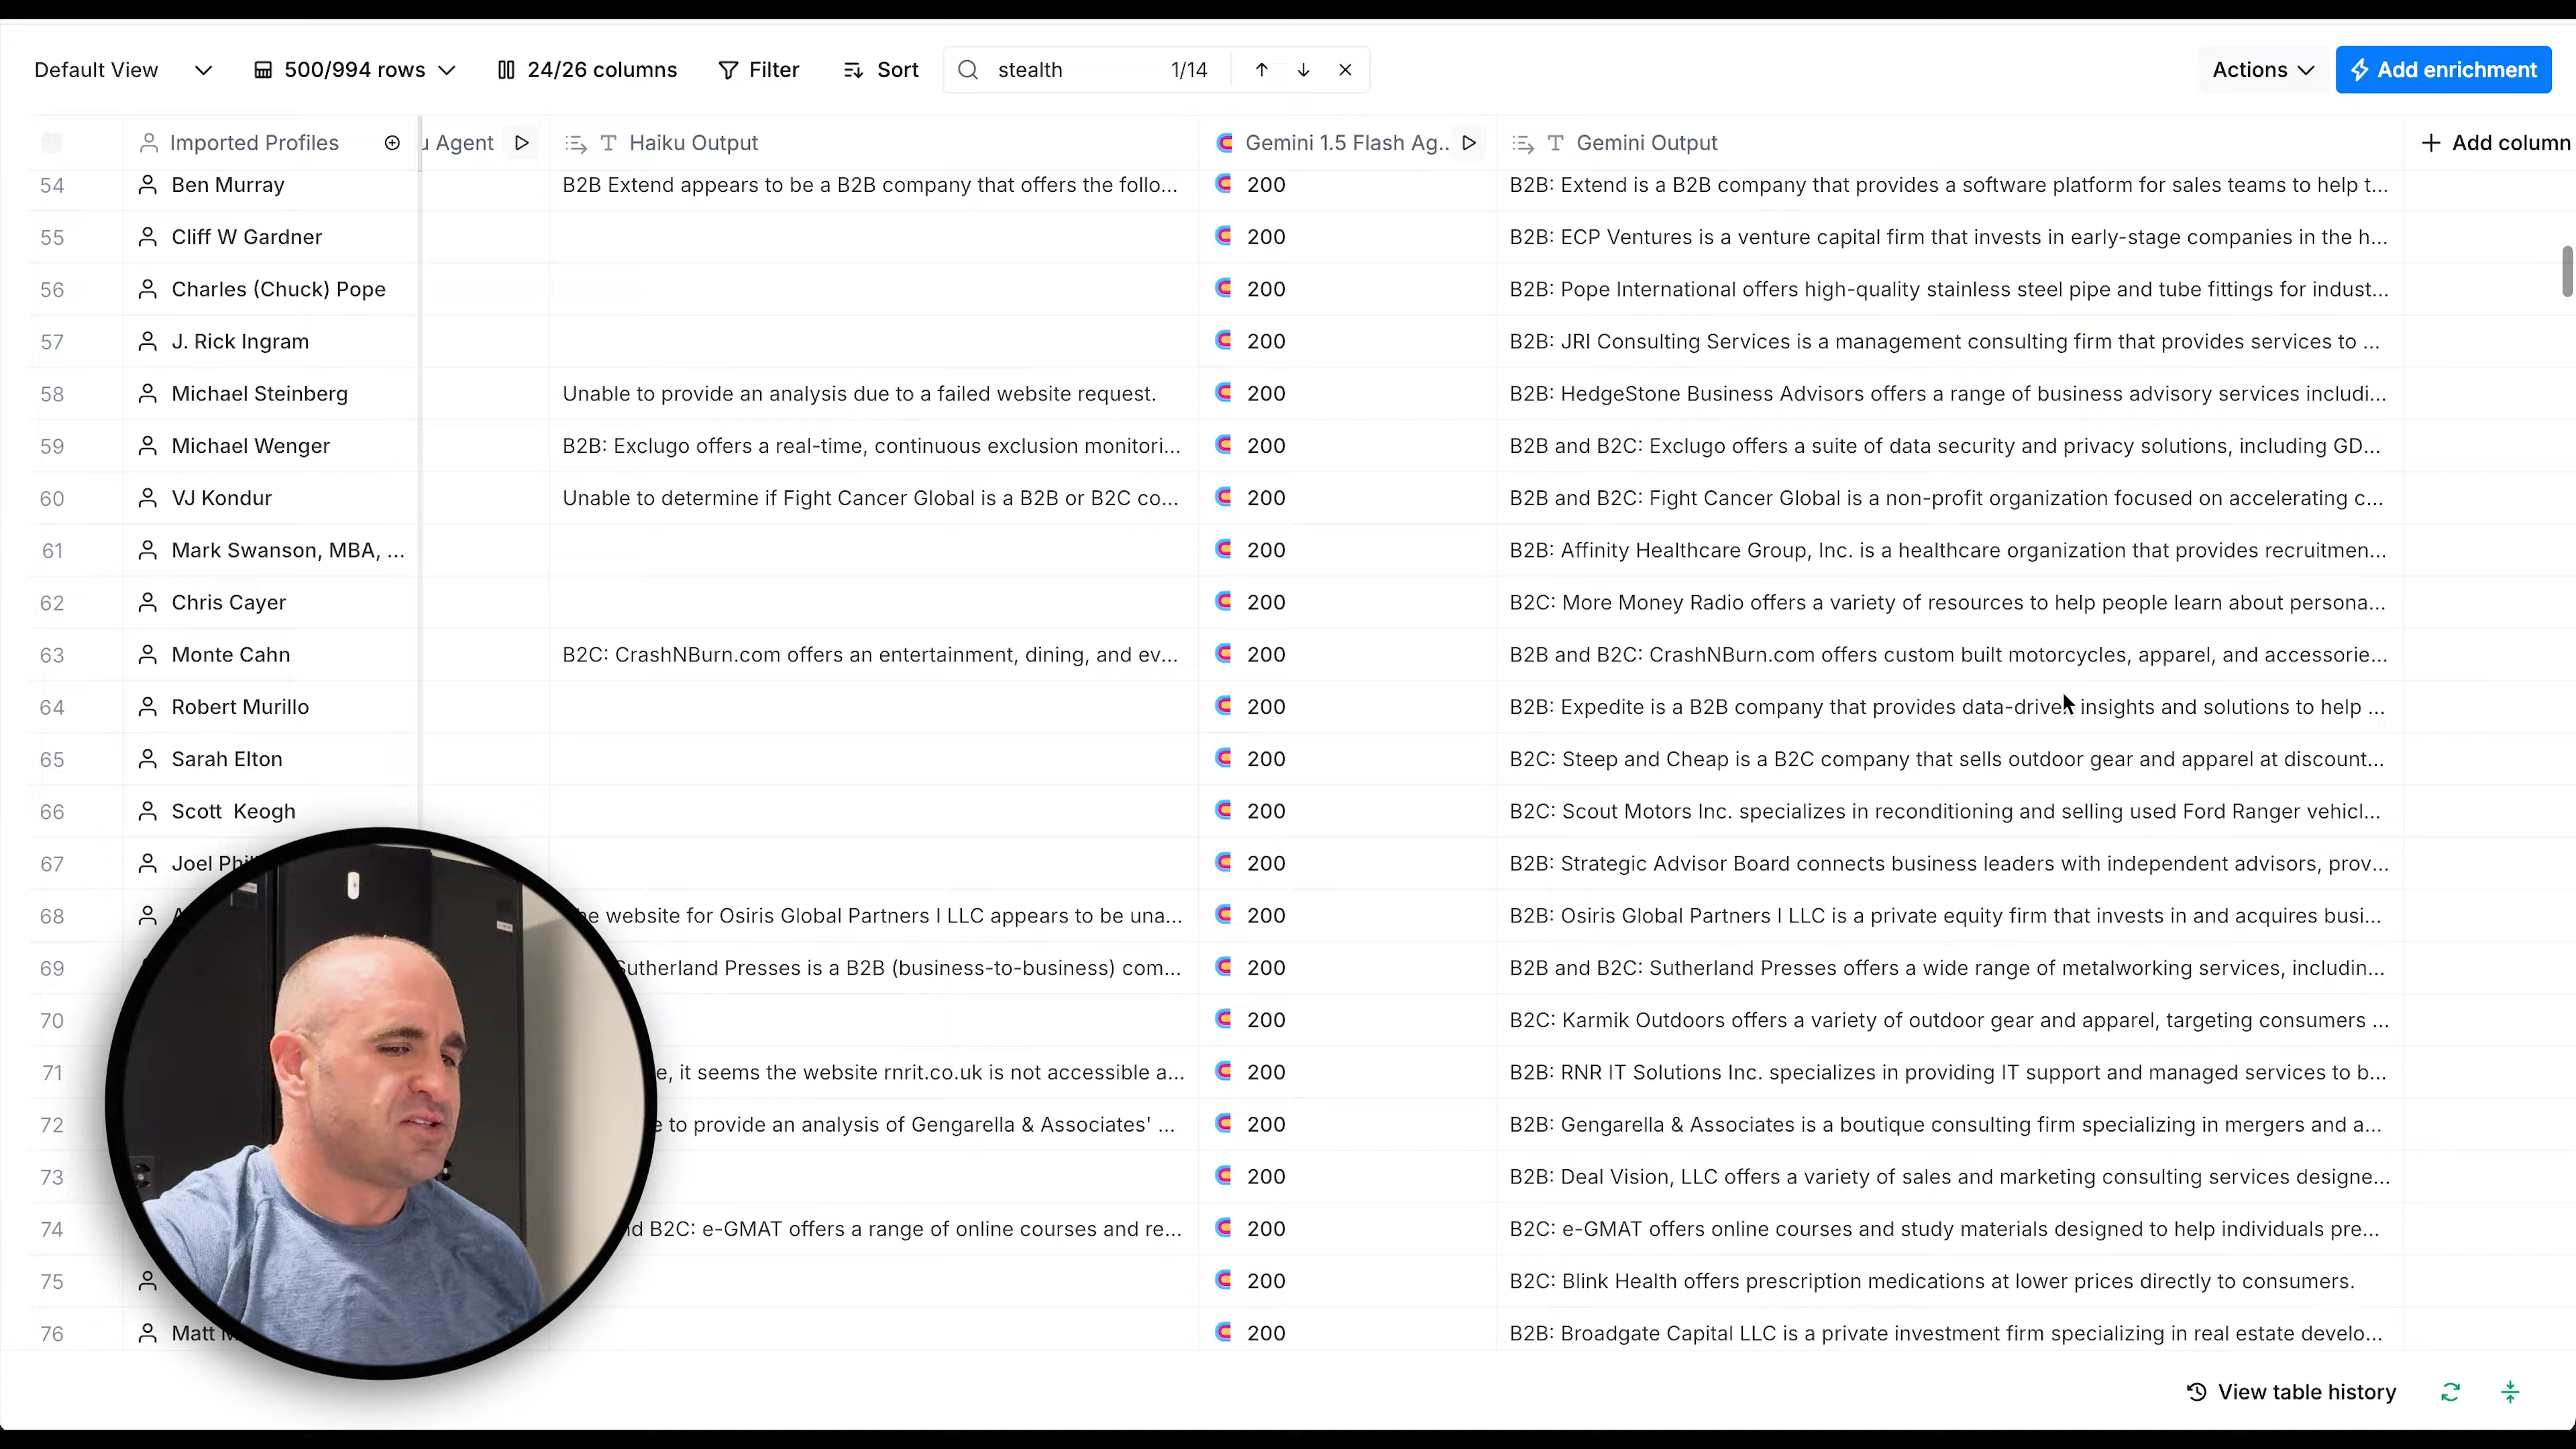 Default View 500/994 rows 24/26 columns Filter Sort stealth 1/14 Actions Add enrichment
Imported Profiles u Agent Haiku Output Gemini 1.5 Flash Ag.. Gemini Output Add column
54 Ben Murray B2B Extend appears to be a B2B company that offers the follo... 200 B2B: Extend is a B2B company that provides a software platform for sales teams to help t...
55 Cliff W Gardner 200 B2B: ECP Ventures is a venture capital firm that invests in early-stage companies in the h...
56 Charles (Chuck) Pope 200 B2B: Pope International offers high-quality stainless steel pipe and tube fittings for indust...
57 J. Rick Ingram 200 B2B: JRI Consulting Services is a management consulting firm that provides services to ...
58 Michael Steinberg Unable to provide an analysis due to a failed website request. 200 B2B: HedgeStone Business Advisors offers a range of business advisory services includi...
59 Michael Wenger B2B: Exclugo offers a real-time, continuous exclusion monitori... 200 B2B and B2C: Exclugo offers a suite of data security and privacy solutions, including GD...
60 VJ Kondur Unable to determine if Fight Cancer Global is a B2B or B2C co... 200 B2B and B2C: Fight Cancer Global is a non-profit organization focused on accelerating c...
61 Mark Swanson, MBA, ... 200 B2B: Affinity Healthcare Group, Inc. is a healthcare organization that provides recruitmen...
62 Chris Cayer 200 B2C: More Money Radio offers a variety of resources to help people learn about persona...
63 Monte Cahn B2C: CrashNBurn.com offers an entertainment, dining, and ev... 200 B2B and B2C: CrashNBurn.com offers custom built motorcycles, apparel, and accessorie...
64 Robert Murillo 200 B2B: Expedite is a B2B company that provides data-driven insights and solutions to help ...
65 Sarah Elton 200 B2C: Steep and Cheap is a B2C company that sells outdoor gear and apparel at discount...
66 Scott Keogh 200 B2C: Scout Motors Inc. specializes in reconditioning and selling used Ford Ranger vehicl...
67 Joel Phi 200 B2B: Strategic Advisor Board connects business leaders with independent advisors, prov...
68 he website for Osiris Global Partners I LLC appears to be una... 200 B2B: Osiris Global Partners I LLC is a private equity firm that invests in and acquires busi...
69 Sutherland Presses is a B2B (business-to-business) com... 200 B2B and B2C: Sutherland Presses offers a wide range of metalworking services, includin...
70 200 B2C: Karmik Outdoors offers a variety of outdoor gear and apparel, targeting consumers ...
71 e, it seems the website rnrit.co.uk is not accessible a... 200 B2B: RNR IT Solutions Inc. specializes in providing IT support and managed services to b...
72 e to provide an analysis of Gengarella & Associates' ... 200 B2B: Gengarella & Associates is a boutique consulting firm specializing in mergers and a...
73 200 B2B: Deal Vision, LLC offers a variety of sales and marketing consulting services designe...
74 d B2C: e-GMAT offers a range of online courses and re... 200 B2C: e-GMAT offers online courses and study materials designed to help individuals pre...
75 200 B2C: Blink Health offers prescription medications at lower prices directly to consumers.
76 Matt 200 B2B: Broadgate Capital LLC is a private investment firm specializing in real estate develo...
View table history